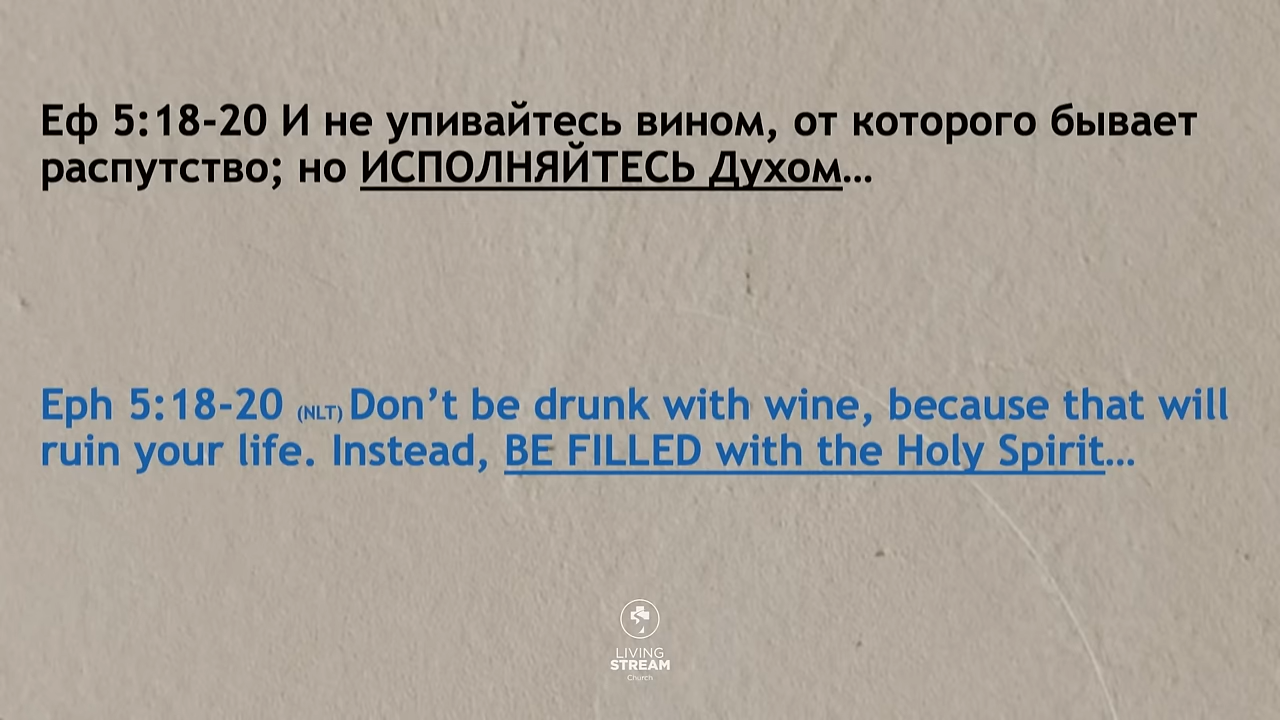 Еф 5:18-20 И не упивайтесь вином, от которого бывает
распутство; но ИСПОЛНЯЙТЕСЬ Духом…
Eph 5:18-20 (NLT) Don’t be drunk with wine, because that will
ruin your life. Instead, BE FILLED with the Holy Spirit…
LIVING
STREAM
Church